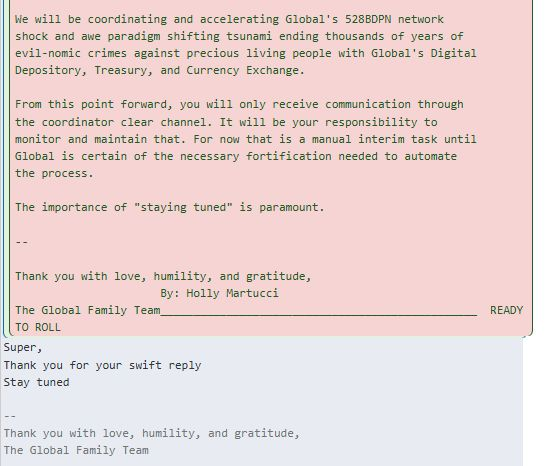 We will be coordinating and accelerating Global's 528BDPN network
shock and awe paradigm shifting tsunami ending thousands of years of
evil-nomic crimes against precious living people with Global's Digital
Depository, Treasury, and Currency Exchange.
From this point forward, you will only receive communication through
the coordinator clear channel. It will be your responsibility to
monitor and maintain that. For now that is a manual interim task until
Global is certain of the necessary fortification needed to automate
the process.
The importance of "staying tuned" is paramount.
--
Thank you with love, humility, and gratitude,
By: Holly Martucci
The Global Family Team________________________________________________ READY
TO ROLL
Super,
Thank you for your swift reply
Stay tuned
--
Thank you with love, humility, and gratitude,
The Global Family Team